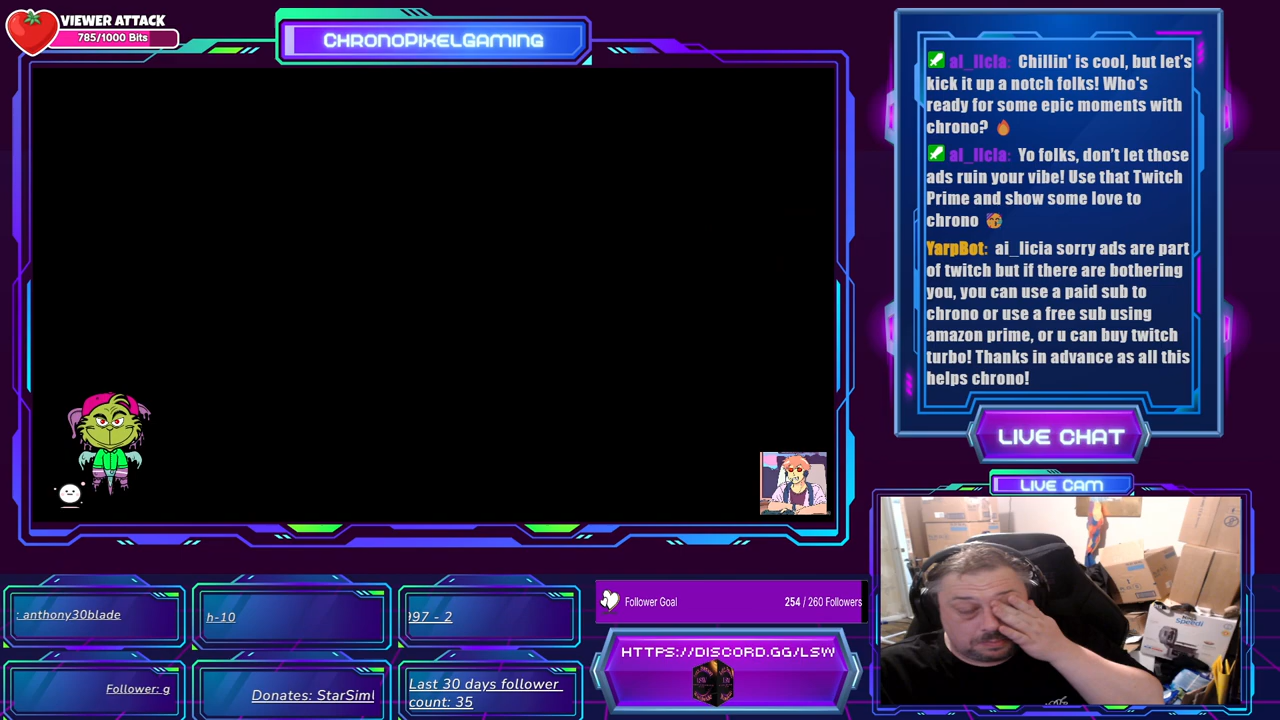 VIEWER ATTACK
785/1000 Bits
CHRONOPIXELGAMING
ai_licia: Chillin' is cool, but let's
kick it up a notch folks! Who's
ready for some epic moments with
chrono?
ai_licia: Yo folks, don't let those
ads ruin your vibe! Use that Twitch
Prime and show some love to
chrono
YarpBot: ai_licia sorry ads are part
of twitch but if there are bothering
you, you can use a paid sub to
chrono or use a free sub using
amazon prime, or u can buy twitch
turbo! Thanks in advance as all this
helps chrono!
LIVE CHAT
LIVE CAM
: anthony30blade
h-10
97 - 2
Follower Goal
254 / 260 Followers
HTTPS://DISCORD.GG/LSW
Follower: g
Donates: StarSiml
Last 30 days follower
count: 35
Speedi